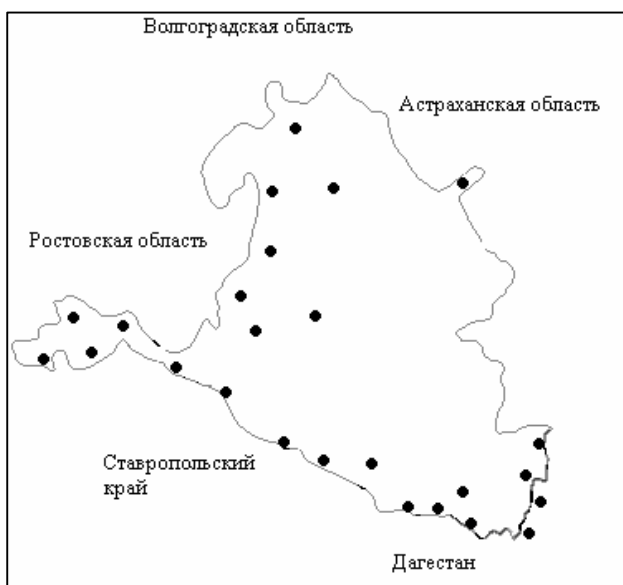 Волгоградская область
Астраханская область
Ростовская область
Ставропольский
край
Дагестан